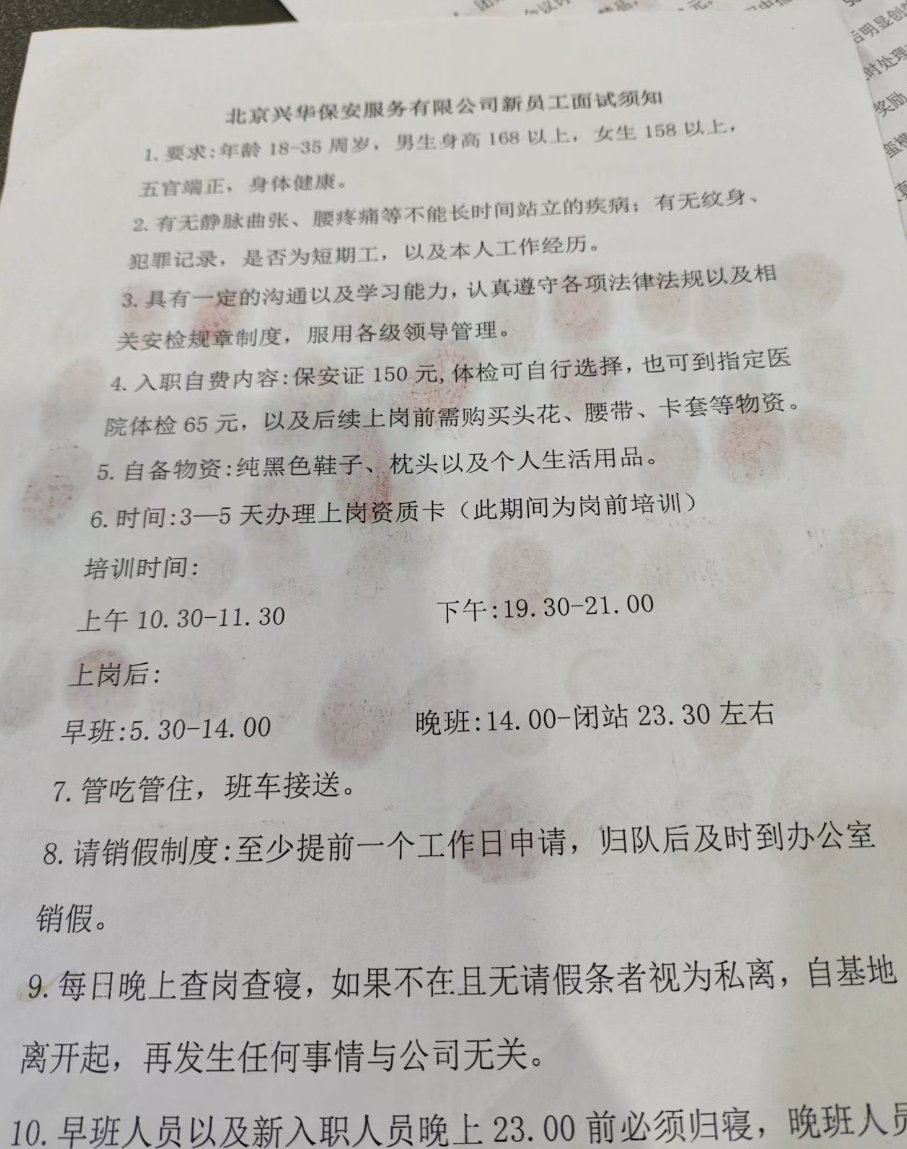 北京兴华保安服务有限公司新员工面试须知
1、要求:年龄 18-35 周岁，男生身高 168 以上，女生 158 以上，
五官端正，身体健康。
2. 有无静脉曲张、腰疼痛等不能长时间站立的疾病；有无纹身、
犯罪记录，是否为短期工，以及本人工作经历。
3. 具有一定的沟通以及学习能力，认真遵守各项法律法规以及相
关安检规章制度，服用各级领导管理。
4. 入职自费内容:保安证 150 元, 体检可自行选择，也可到指定医
院体检 65 元，以及后续上岗前需购买头花、腰带、卡套等物资。
5. 自备物资:纯黑色鞋子、枕头以及个人生活用品。
6. 时间:3—5 天办理上岗资质卡（此期间为岗前培训）
培训时间:
上午 10.30-11.30 下午:19.30-21.00
上岗后:
早班:5.30-14.00 晚班:14.00-闭站 23.30 左右
7. 管吃管住，班车接送。
8. 请销假制度:至少提前一个工作日申请，归队后及时到办公室
销假。
9. 每日晚上查岗查寝，如果不在且无请假条者视为私离，自基地
离开起，再发生任何事情与公司无关。
10. 早班人员以及新入职人员晚上 23.00 前必须归寝，晚班人员
后明显创
时处理
奖励